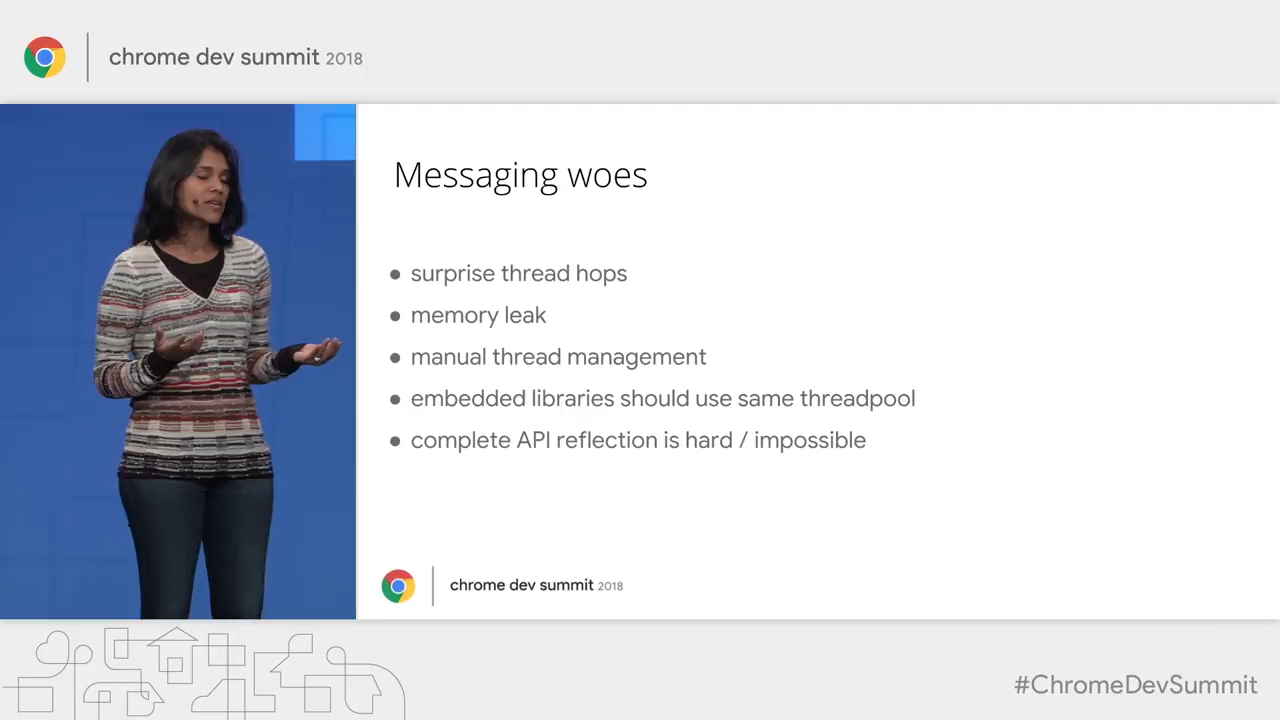 chrome dev summit 2018
Messaging woes
surprise thread hops
memory leak
manual thread management
embedded libraries should use same threadpool
complete API reflection is hard / impossible
chrome dev summit 2018
#ChromeDevSummit